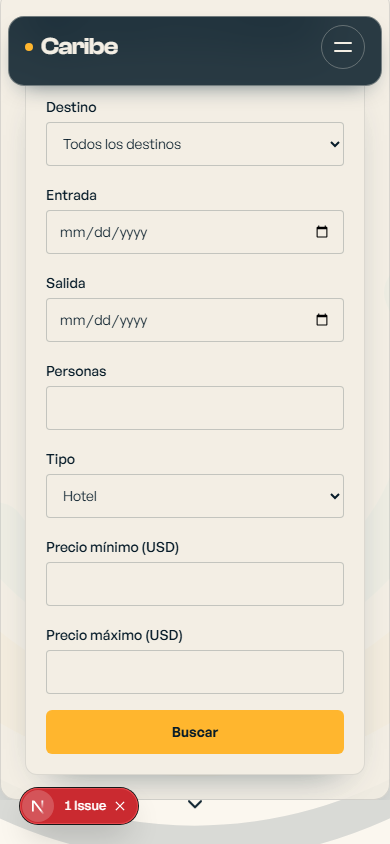 Caribe
Destino
Todos los destinos
Entrada
mm/dd/yyyy
Salida
mm/dd/yyyy
Personas
Tipo
Hotel
Precio mínimo (USD)
Precio máximo (USD)
Buscar
N 1 Issue